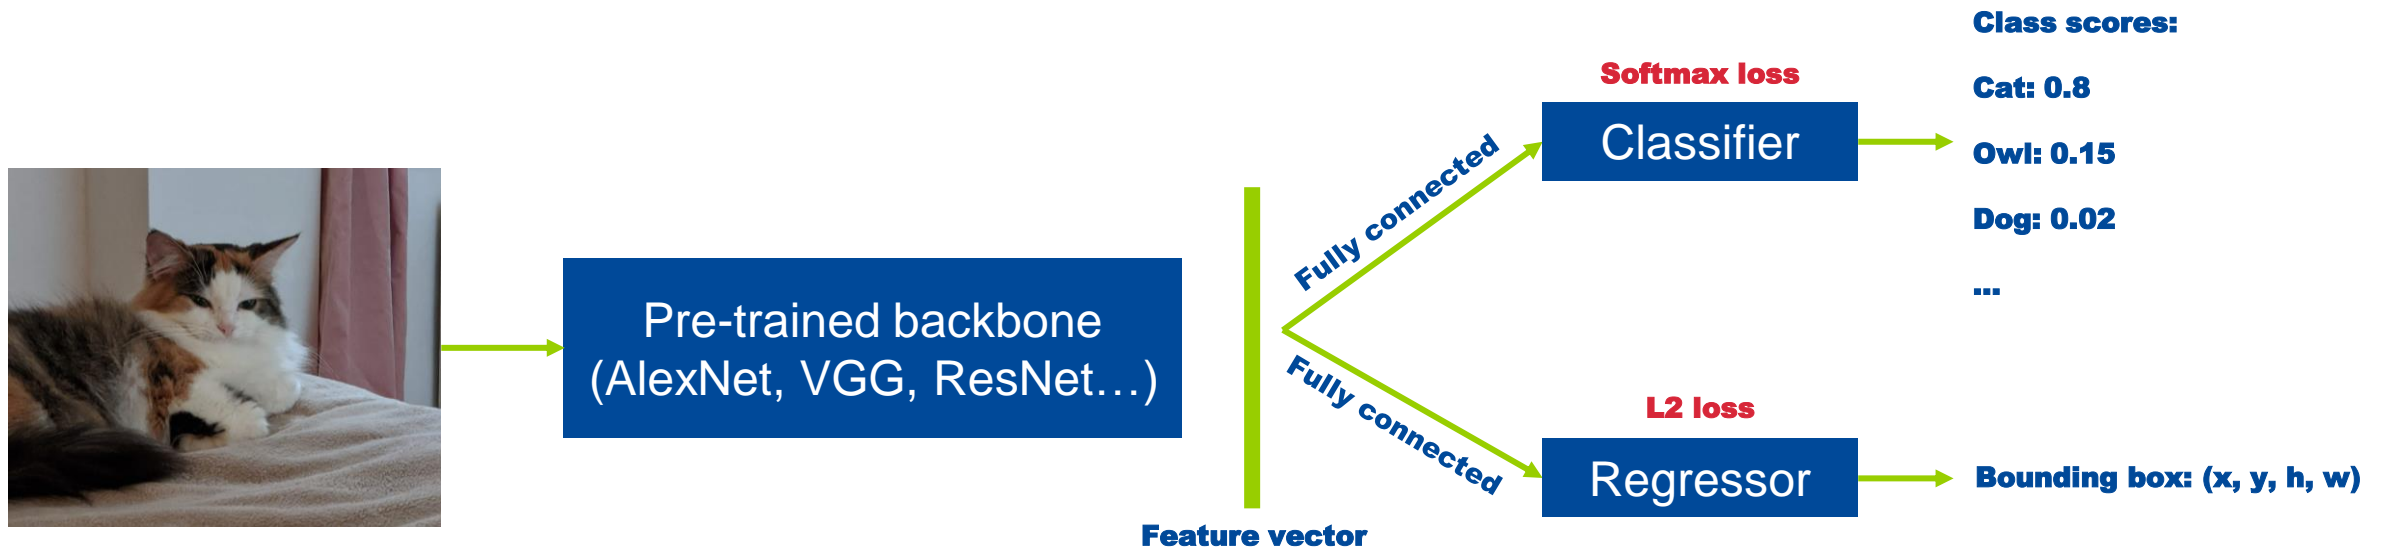 Class scores:
Softmax loss
Cat: 0.8
Classifier
Owl: 0.15
Fully connected
Dog: 0.02
...
Pre-trained backbone
(AlexNet, VGG, ResNet…)
Fully connected
L2 loss
Regressor
Bounding box: (x, y, h, w)
Feature vector